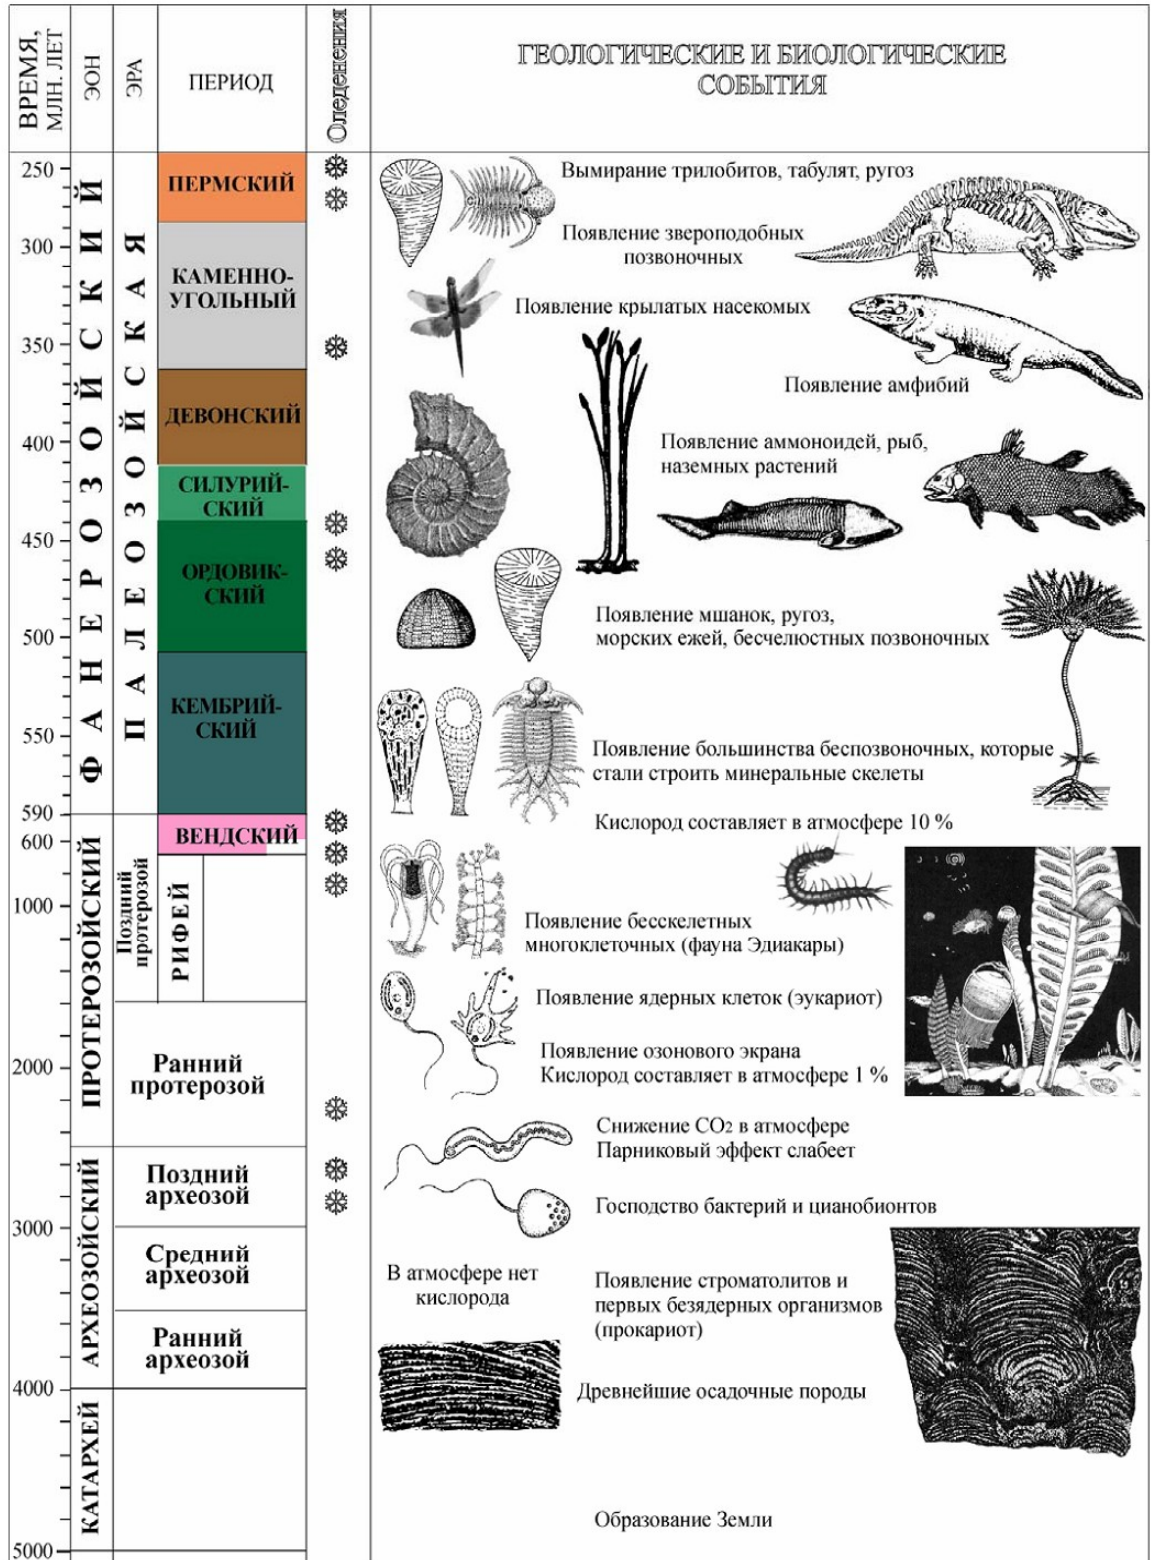 ВРЕМЯ,
МЛН. ЛЕТ
ЭОН
ЭРА
ПЕРИОД
Оледенения
ГЕОЛОГИЧЕСКИЕ И БИОЛОГИЧЕСКИЕ
СОБЫТИЯ
250
300
350
400
450
500
550
590
600
1000
2000
3000
4000
5000
ФАНЕРОЗОЙСКИЙ
ПРОТЕРОЗОЙСКИЙ
АРХЕОЗОЙСКИЙ
КАТАРХЕЙ
ПАЛЕОЗОЙСКАЯ
Поздний
протерозой
РИФЕЙ
ПЕРМСКИЙ
КАМЕННО-
УГОЛЬНЫЙ
ДЕВОНСКИЙ
СИЛУРИЙ-
СКИЙ
ОРДОВИК-
СКИЙ
КЕМБРИЙ-
СКИЙ
ВЕНДСКИЙ
Ранний
протерозой
Поздний
археозой
Средний
археозой
Ранний
археозой
Вымирание трилобитов, табулят, ругоз
Появление звероподобных
позвоночных
Появление крылатых насекомых
Появление амфибий
Появление аммоноидей, рыб,
наземных растений
Появление мшанок, ругоз,
морских ежей, бесчелюстных позвоночных
Появление большинства беспозвоночных, которые
стали строить минеральные скелеты
Кислород составляет в атмосфере 10 %
Появление бесскелетных
многоклеточных (фауна Эдиакары)
Появление ядерных клеток (эукариот)
Появление озонового экрана
Кислород составляет в атмосфере 1 %
Снижение CO2 в атмосфере
Парниковый эффект слабеет
Господство бактерий и цианобионтов
В атмосфере нет
кислорода
Появление строматолитов и
первых безядерных организмов
(прокариот)
Древнейшие осадочные породы
Образование Земли